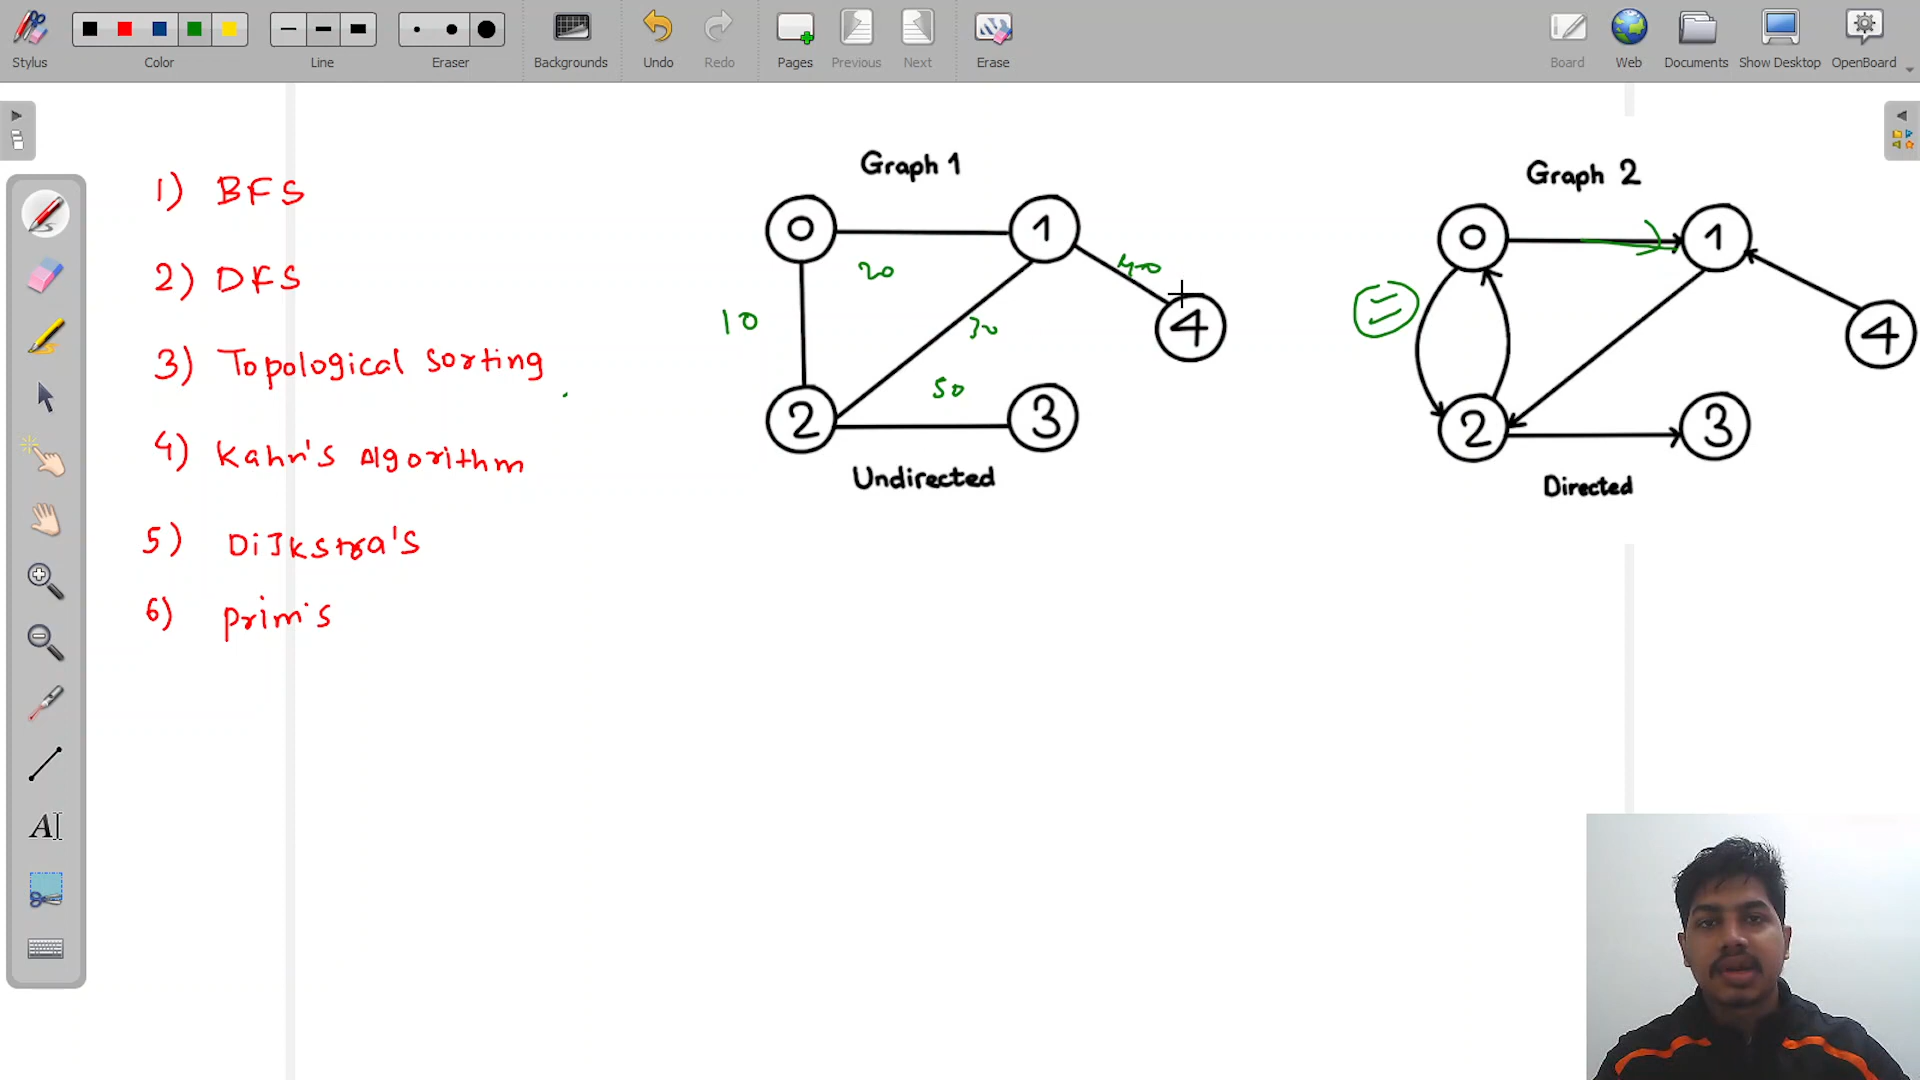 Stylus
Color
Line
Eraser
Backgrounds
Undo
Redo
Pages
Previous
Next
Erase
Board
Web
Documents
Show Desktop
OpenBoard
1) BFS
2) DFS
3) Topological Sorting
4) Kahn's Algorithm
5) DiJkstra's
6) prim's
Graph 1
0
1
20
40
10
30
4
50
2
3
Undirected
Graph 2
0
1
4
2
3
Directed
A